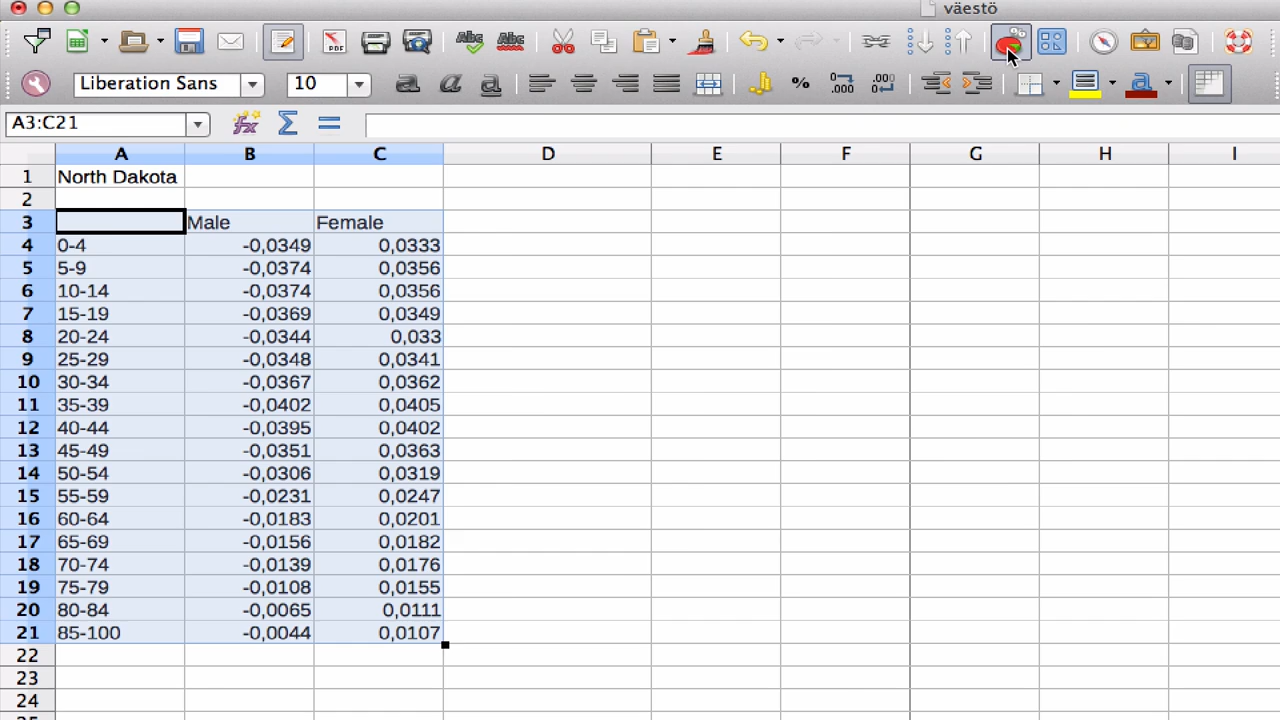 väestö
PDF
Abc Abc
Liberation Sans 10 a a a % 0,000 .000 a
A3:C21 fx Σ =
A B C D E F G H I
1 North Dakota
2
3 Male Female
4 0-4 -0,0349 0,0333
5 5-9 -0,0374 0,0356
6 10-14 -0,0374 0,0356
7 15-19 -0,0369 0,0349
8 20-24 -0,0344 0,033
9 25-29 -0,0348 0,0341
10 30-34 -0,0367 0,0362
11 35-39 -0,0402 0,0405
12 40-44 -0,0395 0,0402
13 45-49 -0,0351 0,0363
14 50-54 -0,0306 0,0319
15 55-59 -0,0231 0,0247
16 60-64 -0,0183 0,0201
17 65-69 -0,0156 0,0182
18 70-74 -0,0139 0,0176
19 75-79 -0,0108 0,0155
20 80-84 -0,0065 0,0111
21 85-100 -0,0044 0,0107
22
23
24